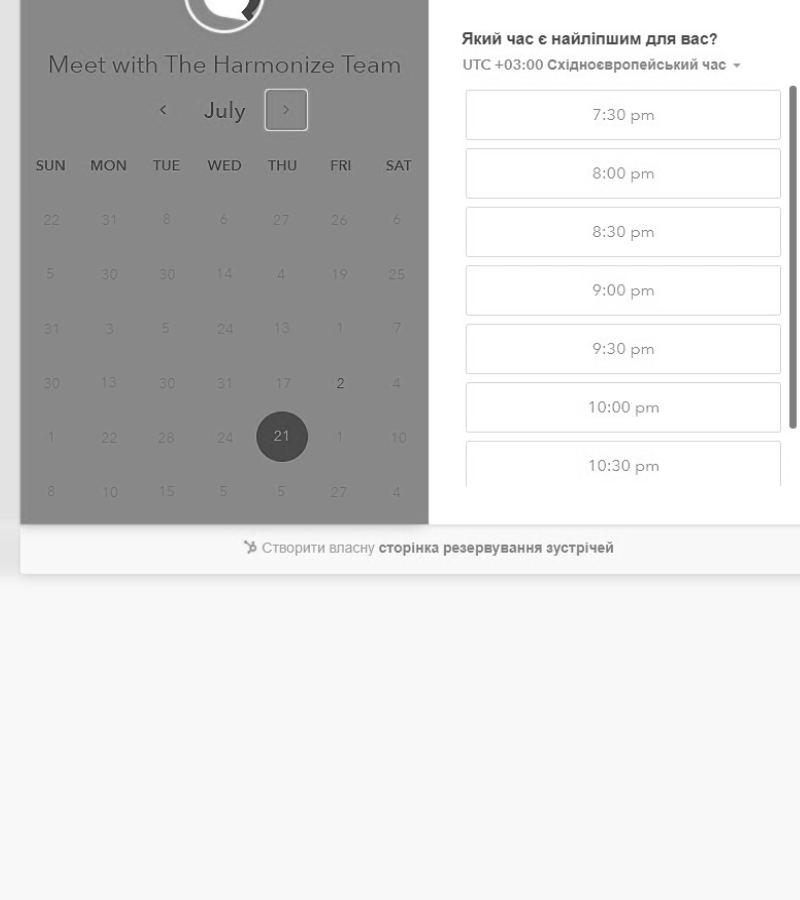 Meet with The Harmonize Team
July
SUN MON TUE WED THU FRI SAT
22 31 8 6 27 26 6
5 30 30 14 4 19 25
31 3 5 24 13 1 7
30 13 30 31 17 2 4
1 22 28 24 21 1 10
8 10 15 5 5 27 4
Який час є найліпшим для вас?
UTC +03:00 Східноєвропейський час
7:30 pm
8:00 pm
8:30 pm
9:00 pm
9:30 pm
10:00 pm
10:30 pm
Створити власну сторінка резервування зустрічей